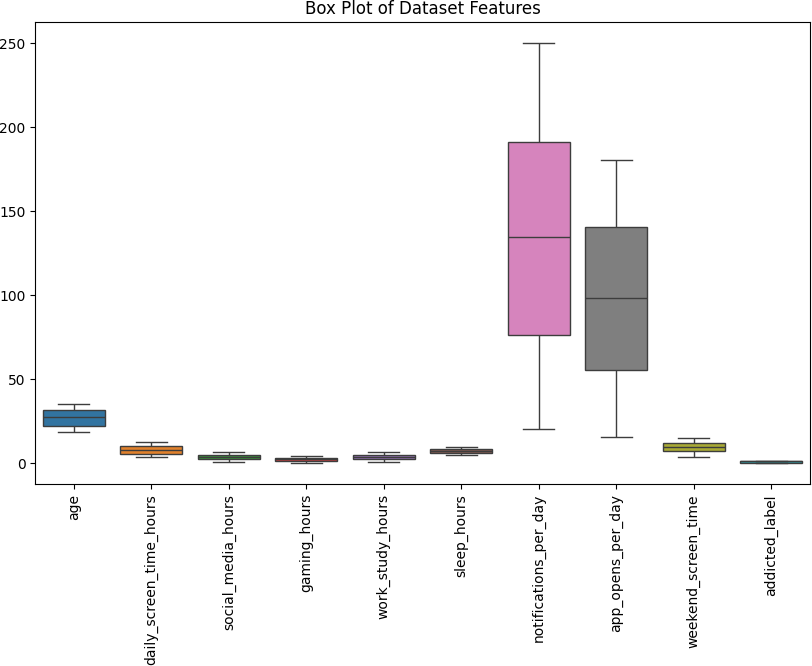 Box Plot of Dataset Features
250
200
150
100
50
0
age
daily_screen_time_hours
social_media_hours
gaming_hours
work_study_hours
sleep_hours
notifications_per_day
app_opens_per_day
weekend_screen_time
addicted_label